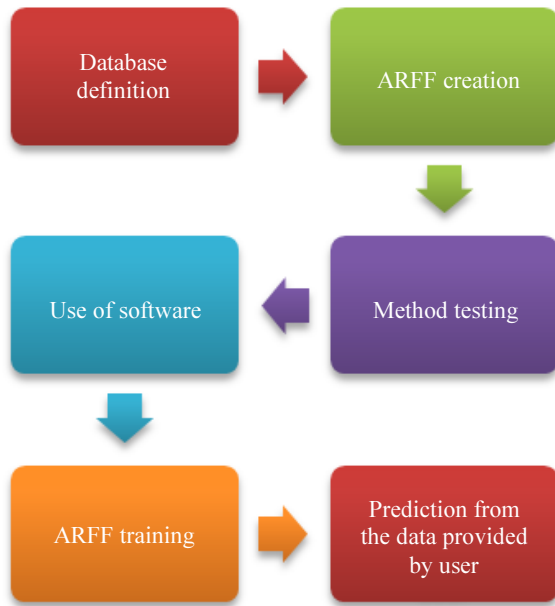 Database
definition
ARFF creation
Method testing
Use of software
ARFF training
Prediction from
the data provided
by user